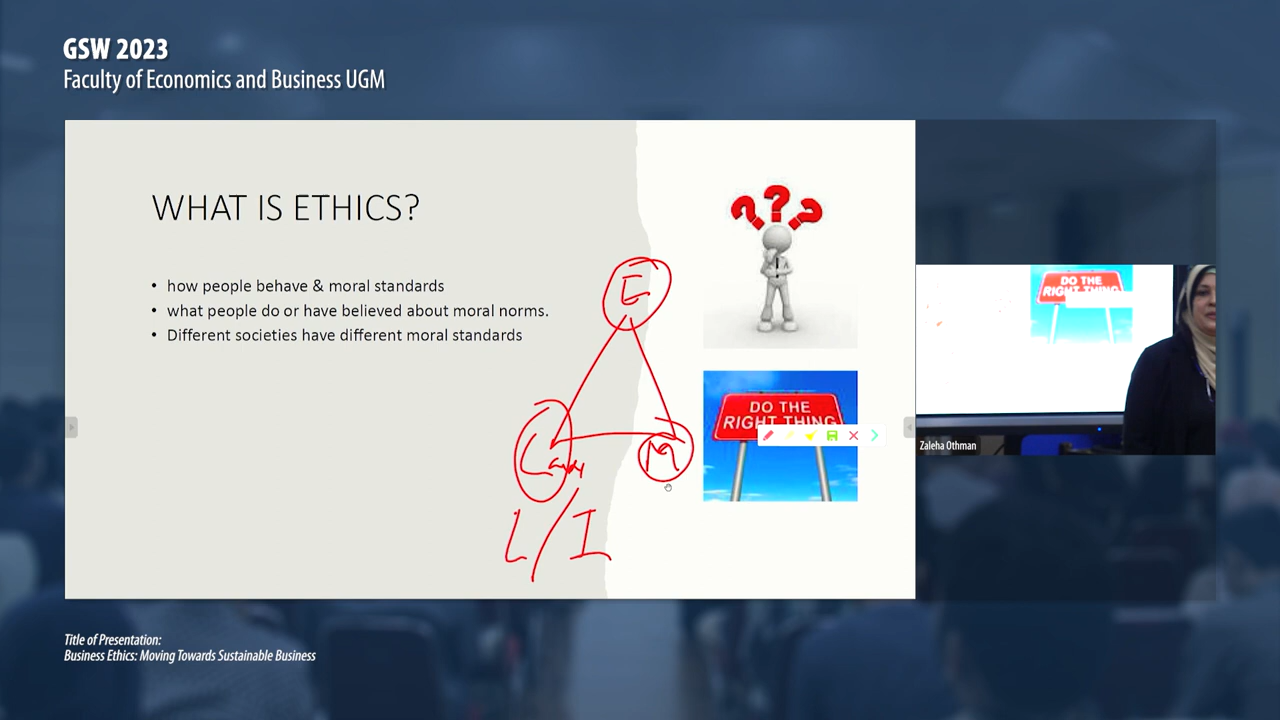 GSW 2023
Faculty of Economics and Business UGM
WHAT IS ETHICS?
• how people behave & moral standards
• what people do or have believed about moral norms.
• Different societies have different moral standards
E
M
L/I
DO THE
RIGHT THING
DO THE
RIGHT THING
Zaleha Othman
Title of Presentation:
Business Ethics: Moving Towards Sustainable Business